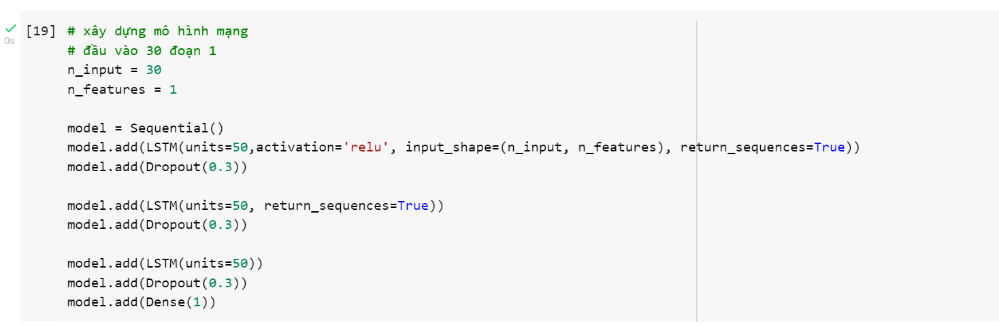 [19] # xây dựng mô hình mạng
# đầu vào 30 đoạn 1
n_input = 30
n_features = 1
model = Sequential()
model.add(LSTM(units=50,activation='relu', input_shape=(n_input, n_features), return_sequences=True))
model.add(Dropout(0.3))
model.add(LSTM(units=50, return_sequences=True))
model.add(Dropout(0.3))
model.add(LSTM(units=50))
model.add(Dropout(0.3))
model.add(Dense(1))
0s